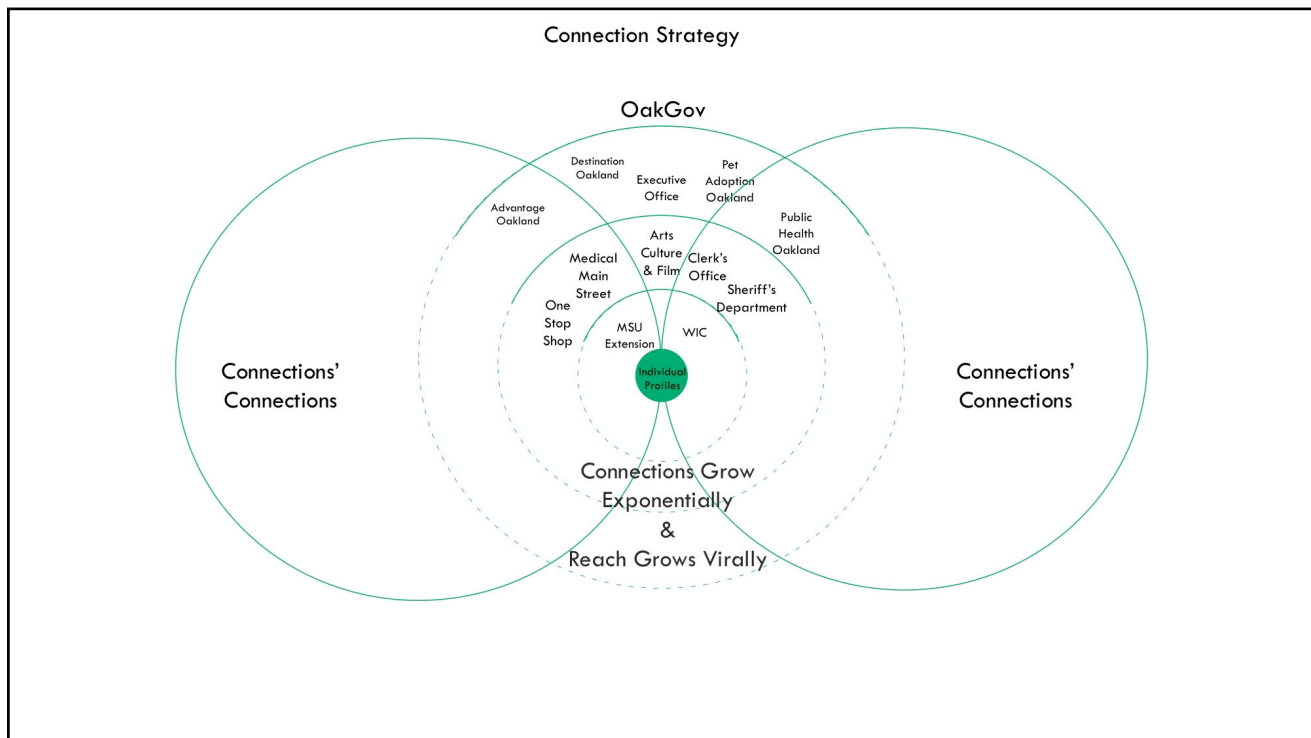 Connection Strategy
OakGov
Destination
Oakland
Executive
Office
Pet
Adoption
Oakland
Advantage
Oakland
Public
Health
Oakland
Arts
Culture
& Film
Medical
Main
Street
Clerk's
Office
Sheriff's
Department
One
Stop
Shop
MSU
Extension
WIC
Individual
Profiles
Connections'
Connections
Connections'
Connections
Connections Grow
Exponentially
&
Reach Grows Virally